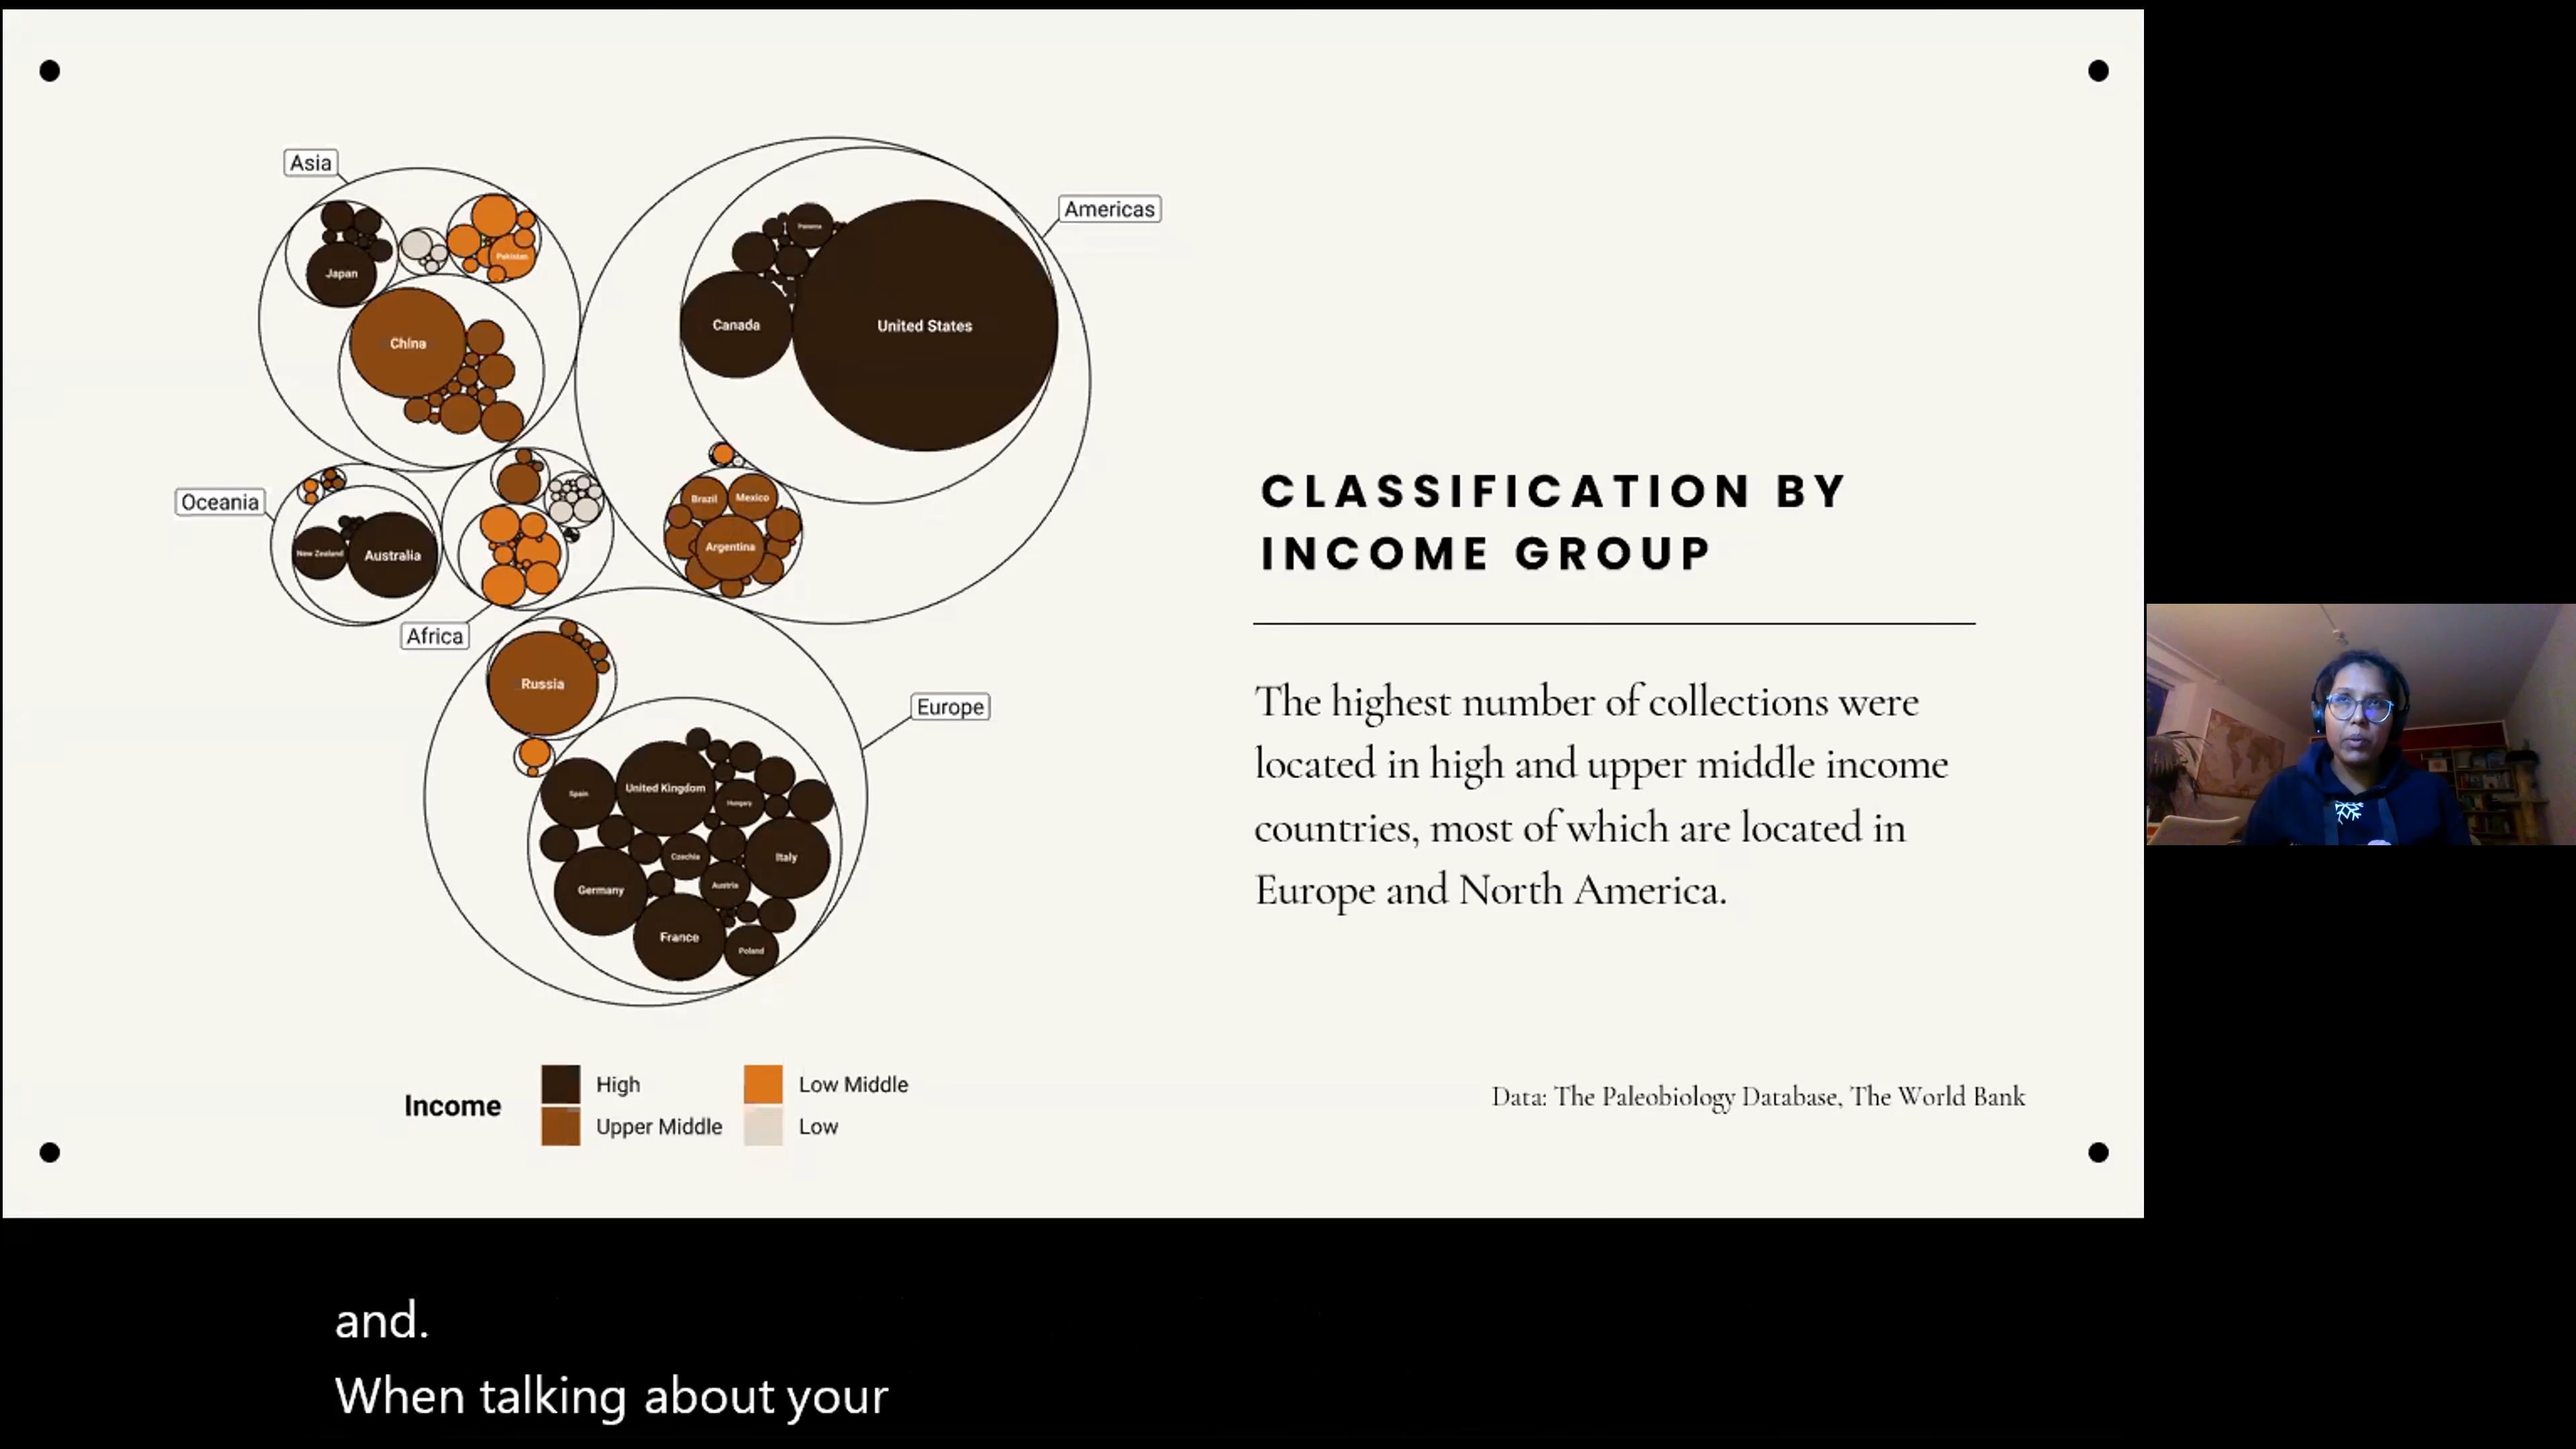 Asia
Americas
Japan
Pakistan
Panama
China
Canada
United States
Oceania
New Zealand
Australia
Brazil
Mexico
Argentina
Africa
Russia
Europe
Spain
United Kingdom
Hungary
Czechia
Italy
Germany
Austria
France
Poland
Income
High
Low Middle
Upper Middle
Low
CLASSIFICATION BY
INCOME GROUP
The highest number of collections were
located in high and upper middle income
countries, most of which are located in
Europe and North America.
Data: The Paleobiology Database, The World Bank
and.
When talking about your